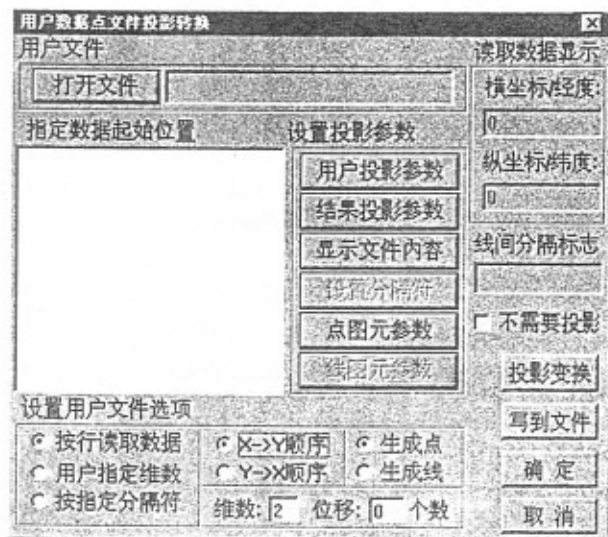 用户数据点文件投影转换
用户文件
打开文件
读取数据显示
横坐标/经度:
0
纵坐标/纬度:
0
指定数据起始位置
设置投影参数
用户投影参数
结果投影参数
显示文件内容
设置分隔符
点图元参数
线图元参数
线间分隔标志
不需要投影
投影变换
写到文件
确 定
取 消
设置用户文件选项
按行读取数据
用户指定维数
按指定分隔符
X->Y顺序
Y->X顺序
生成点
生成线
维数: 2 位移: 0 个数